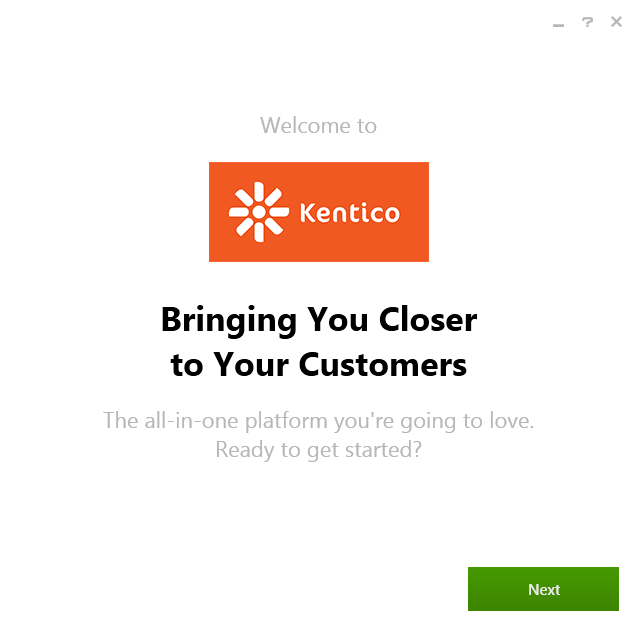 Welcome to
Kentico
Bringing You Closer
to Your Customers
The all-in-one platform you're going to love.
Ready to get started?
Next